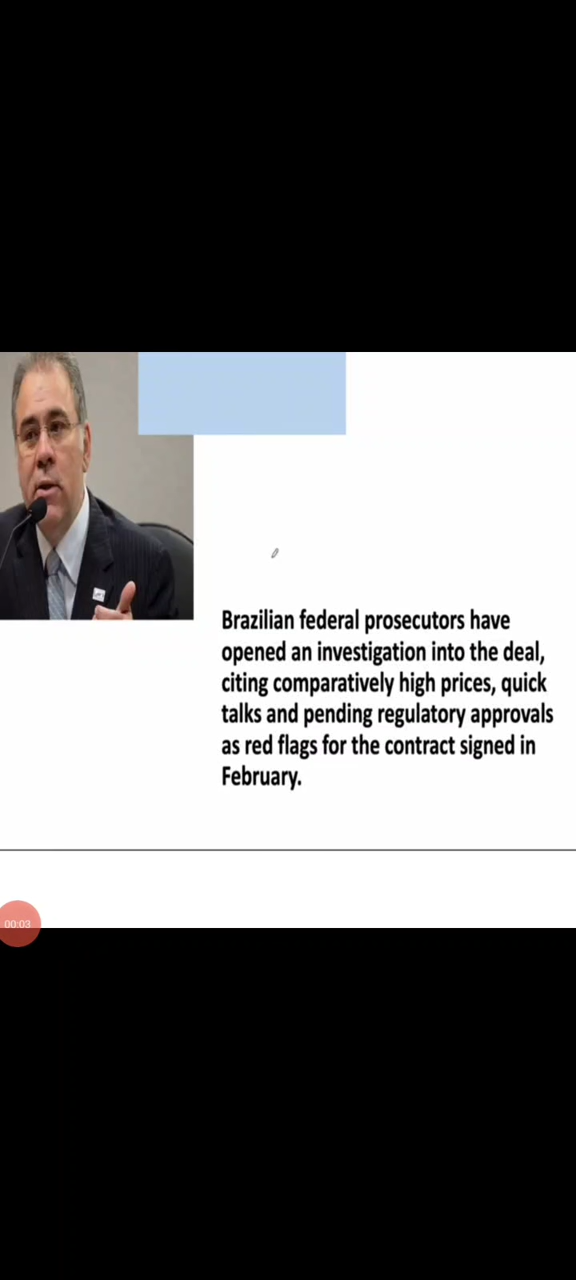 Brazilian federal prosecutors have
opened an investigation into the deal,
citing comparatively high prices, quick
talks and pending regulatory approvals
as red flags for the contract signed in
February.
00:03